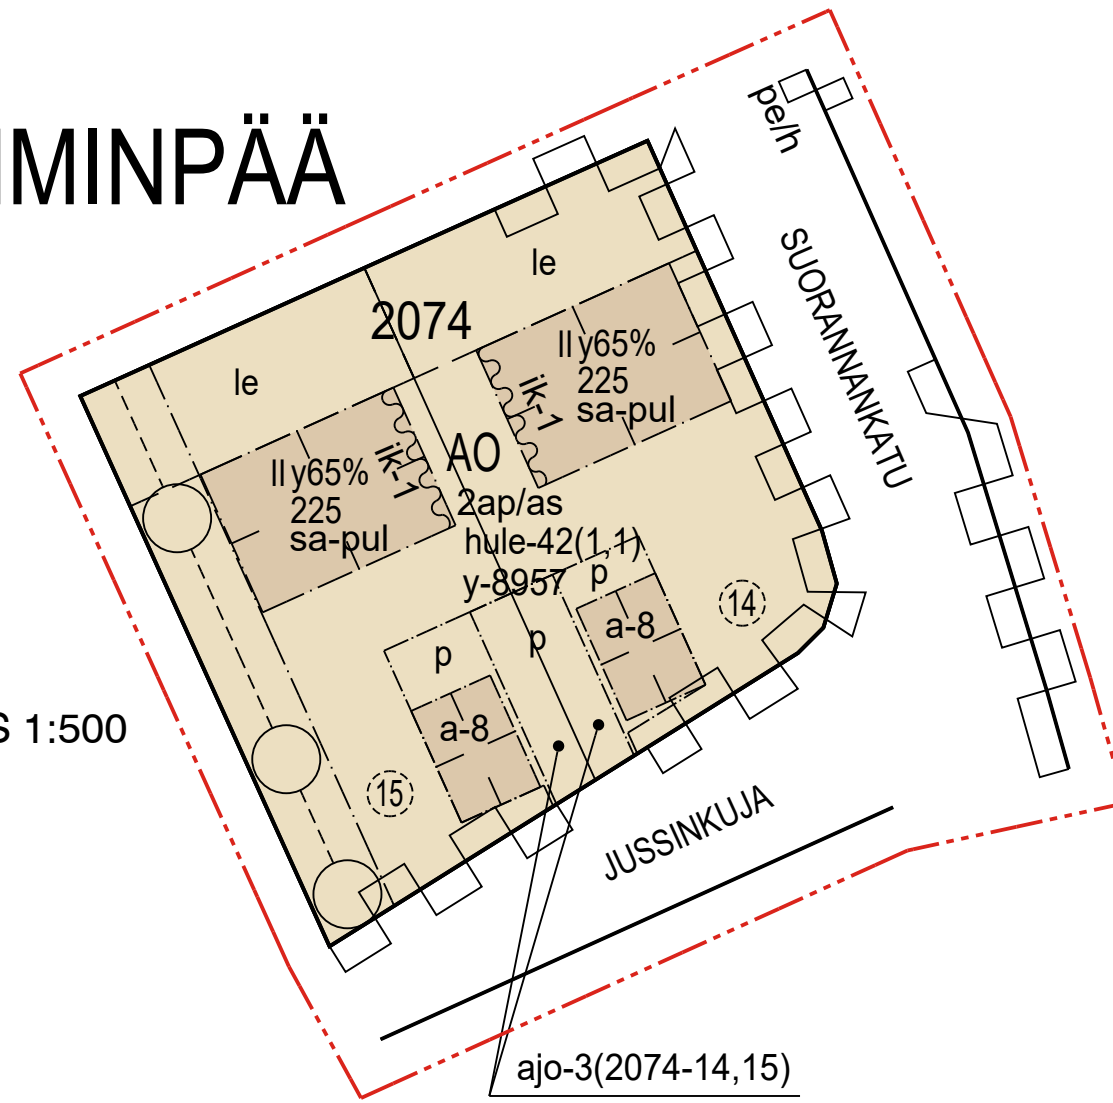 pe/h
MINPÄÄ
SUORANNANKATU
le
2074
II y65%
225
sa-pul
ik-1
le
AO
II y65%
225
sa-pul
ik-1
2ap/as
hule-42(1,1)
y-8957
p
14
a-8
p
p
a-8
S 1:500
15
JUSSINKUJA
ajo-3(2074-14,15)